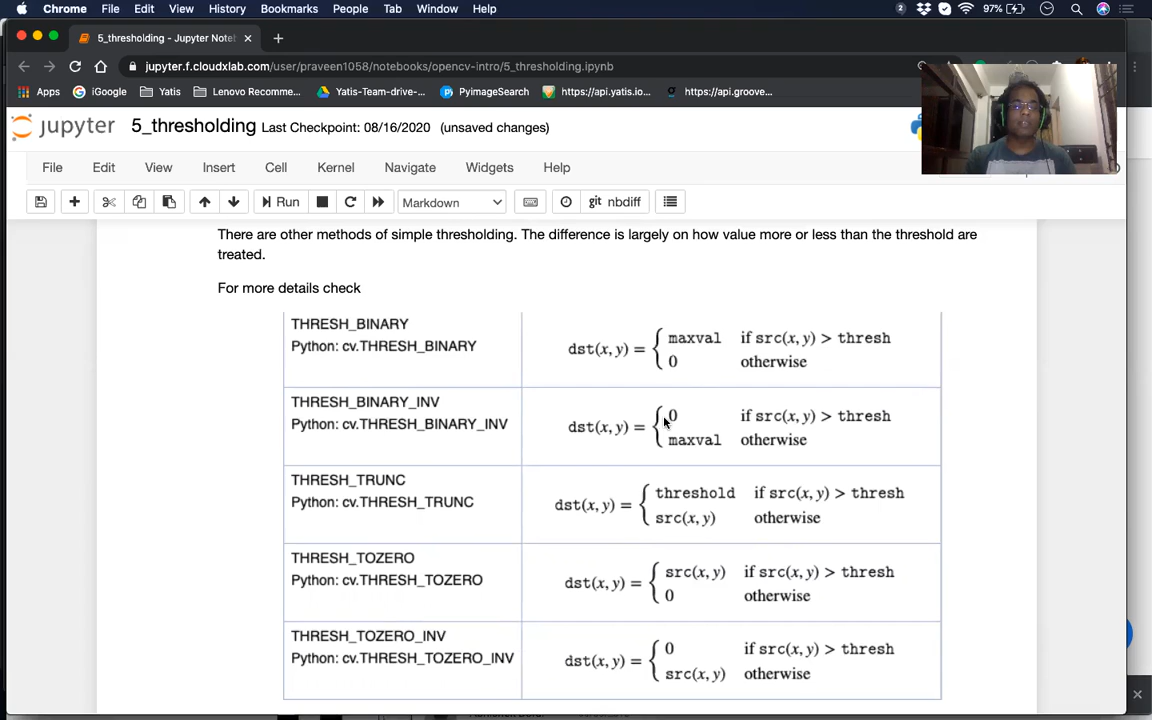 Chrome File Edit View History Bookmarks People Tab Window Help 2 97%
5_thresholding - Jupyter Note
jupyter.f.cloudxlab.com/user/praveen1058/notebooks/opencv-intro/5_thresholding.ipynb
Apps iGoogle Yatis Lenovo Recomme... Yatis-Team-drive-... PyimageSearch https://api.yatis.io... https://api.groove...
jupyter 5_thresholding Last Checkpoint: 08/16/2020 (unsaved changes)
File Edit View Insert Cell Kernel Navigate Widgets Help
Run Markdown git nbdiff
There are other methods of simple thresholding. The difference is largely on how value more or less than the threshold are
treated.
For more details check
THRESH_BINARY
Python: cv.THRESH_BINARY
dst(x, y) = { maxval if src(x, y) > thresh
0 otherwise
THRESH_BINARY_INV
Python: cv.THRESH_BINARY_INV
dst(x, y) = { 0 if src(x, y) > thresh
maxval otherwise
THRESH_TRUNC
Python: cv.THRESH_TRUNC
dst(x, y) = { threshold if src(x, y) > thresh
src(x, y) otherwise
THRESH_TOZERO
Python: cv.THRESH_TOZERO
dst(x, y) = { src(x, y) if src(x, y) > thresh
0 otherwise
THRESH_TOZERO_INV
Python: cv.THRESH_TOZERO_INV
dst(x, y) = { 0 if src(x, y) > thresh
src(x, y) otherwise